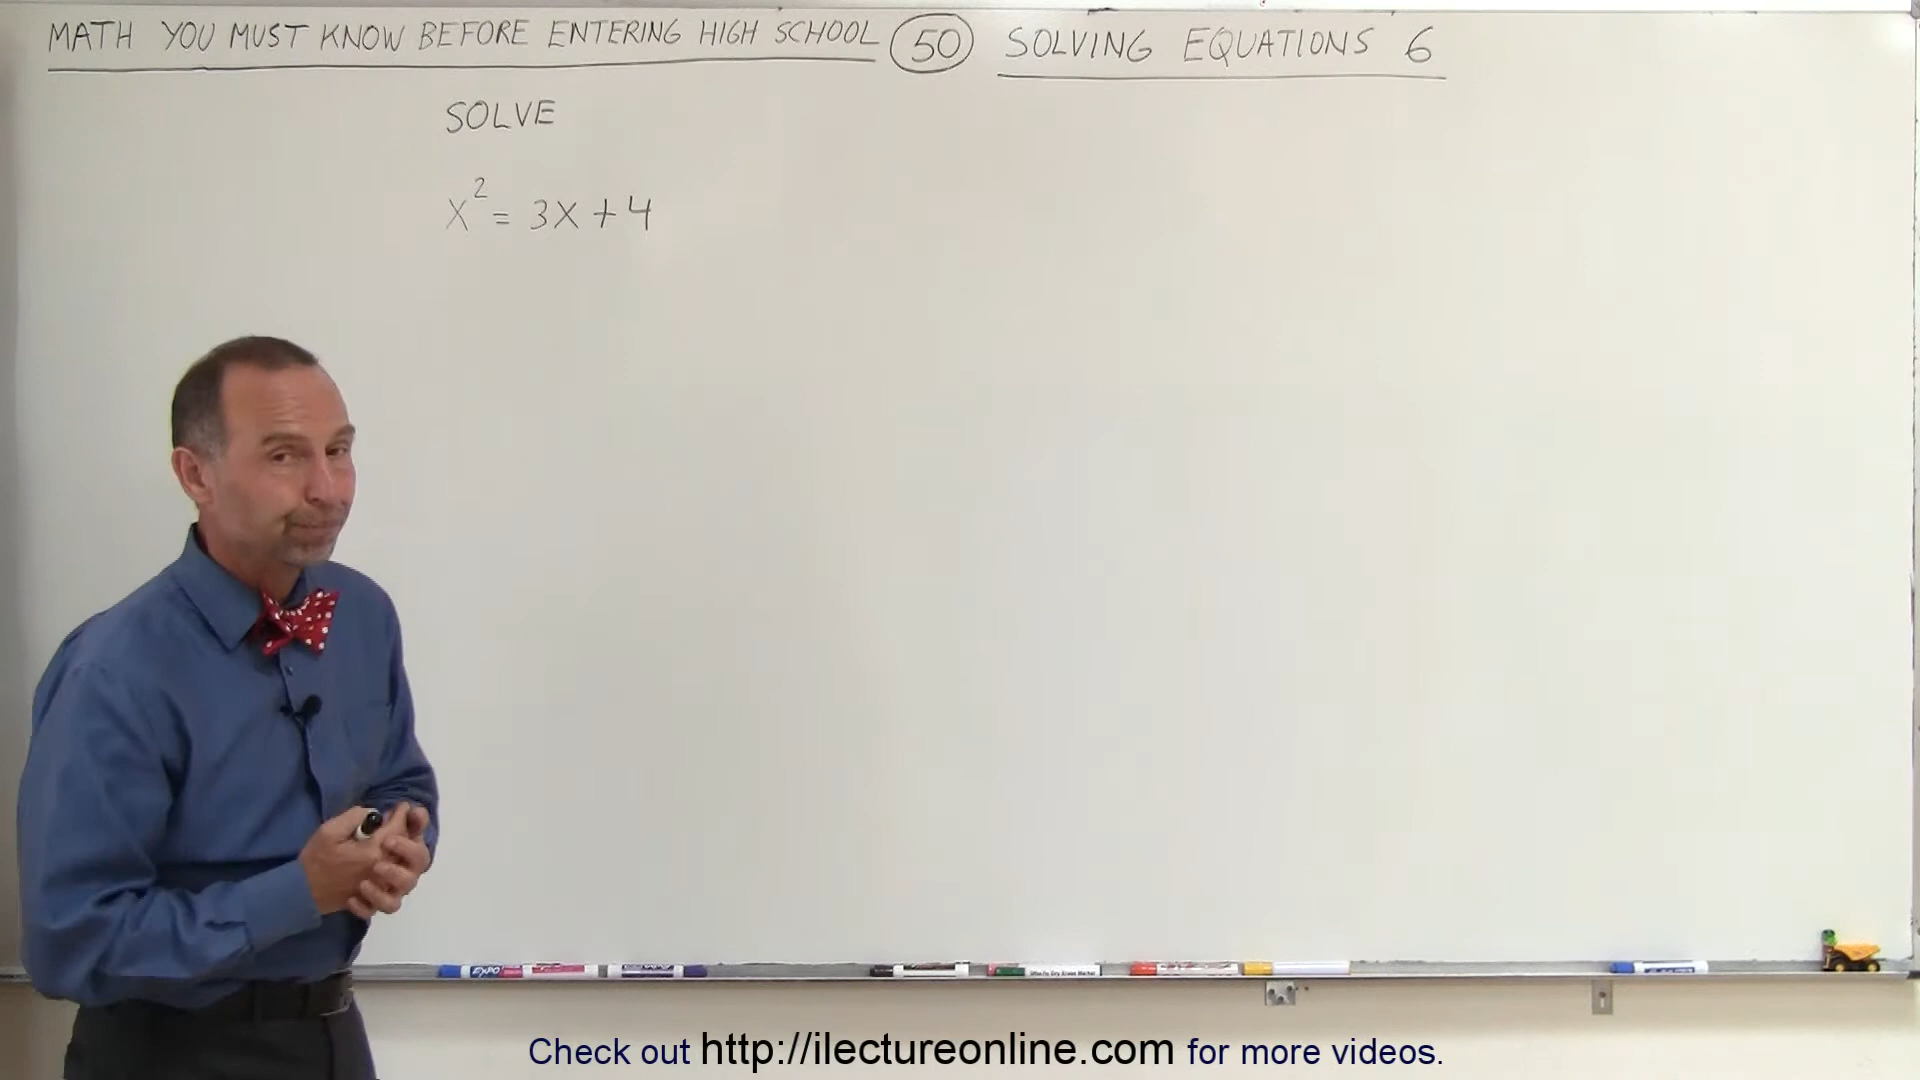 MATH YOU MUST KNOW BEFORE ENTERING HIGH SCHOOL 50 SOLVING EQUATIONS 6
SOLVE
x² = 3x + 4
EXPO
Check out http://ilectureonline.com for more videos.